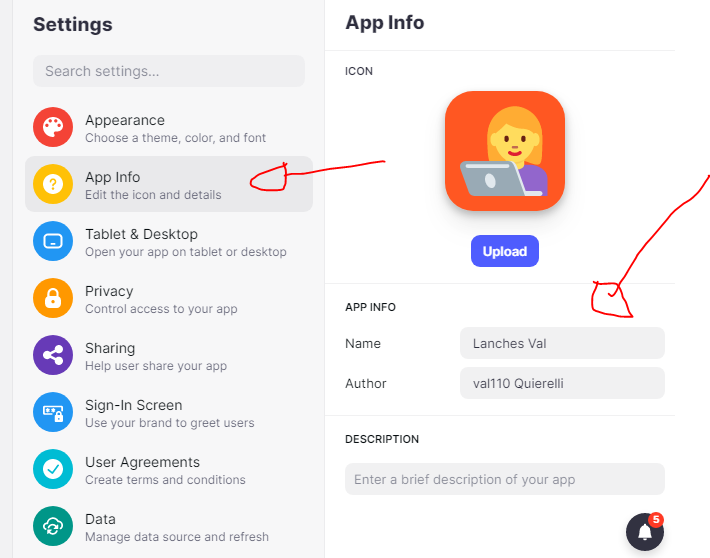 Settings
Search settings...
Appearance
Choose a theme, color, and font
App Info
Edit the icon and details
Tablet & Desktop
Open your app on tablet or desktop
Privacy
Control access to your app
Sharing
Help user share your app
Sign-In Screen
Use your brand to greet users
User Agreements
Create terms and conditions
Data
Manage data source and refresh
App Info
ICON
Upload
APP INFO
Name
Lanches Val
Author
val110 Quierelli
DESCRIPTION
Enter a brief description of your app
5